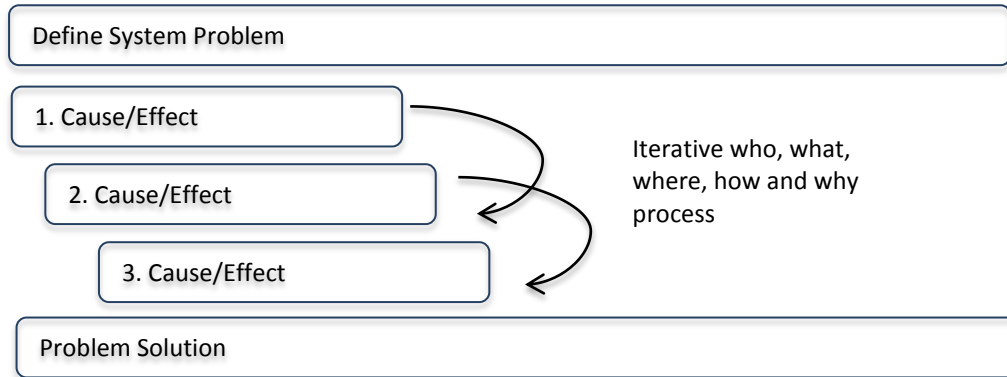 Define System Problem
1. Cause/Effect
2. Cause/Effect
3. Cause/Effect
Iterative who, what,
where, how and why
process
Problem Solution